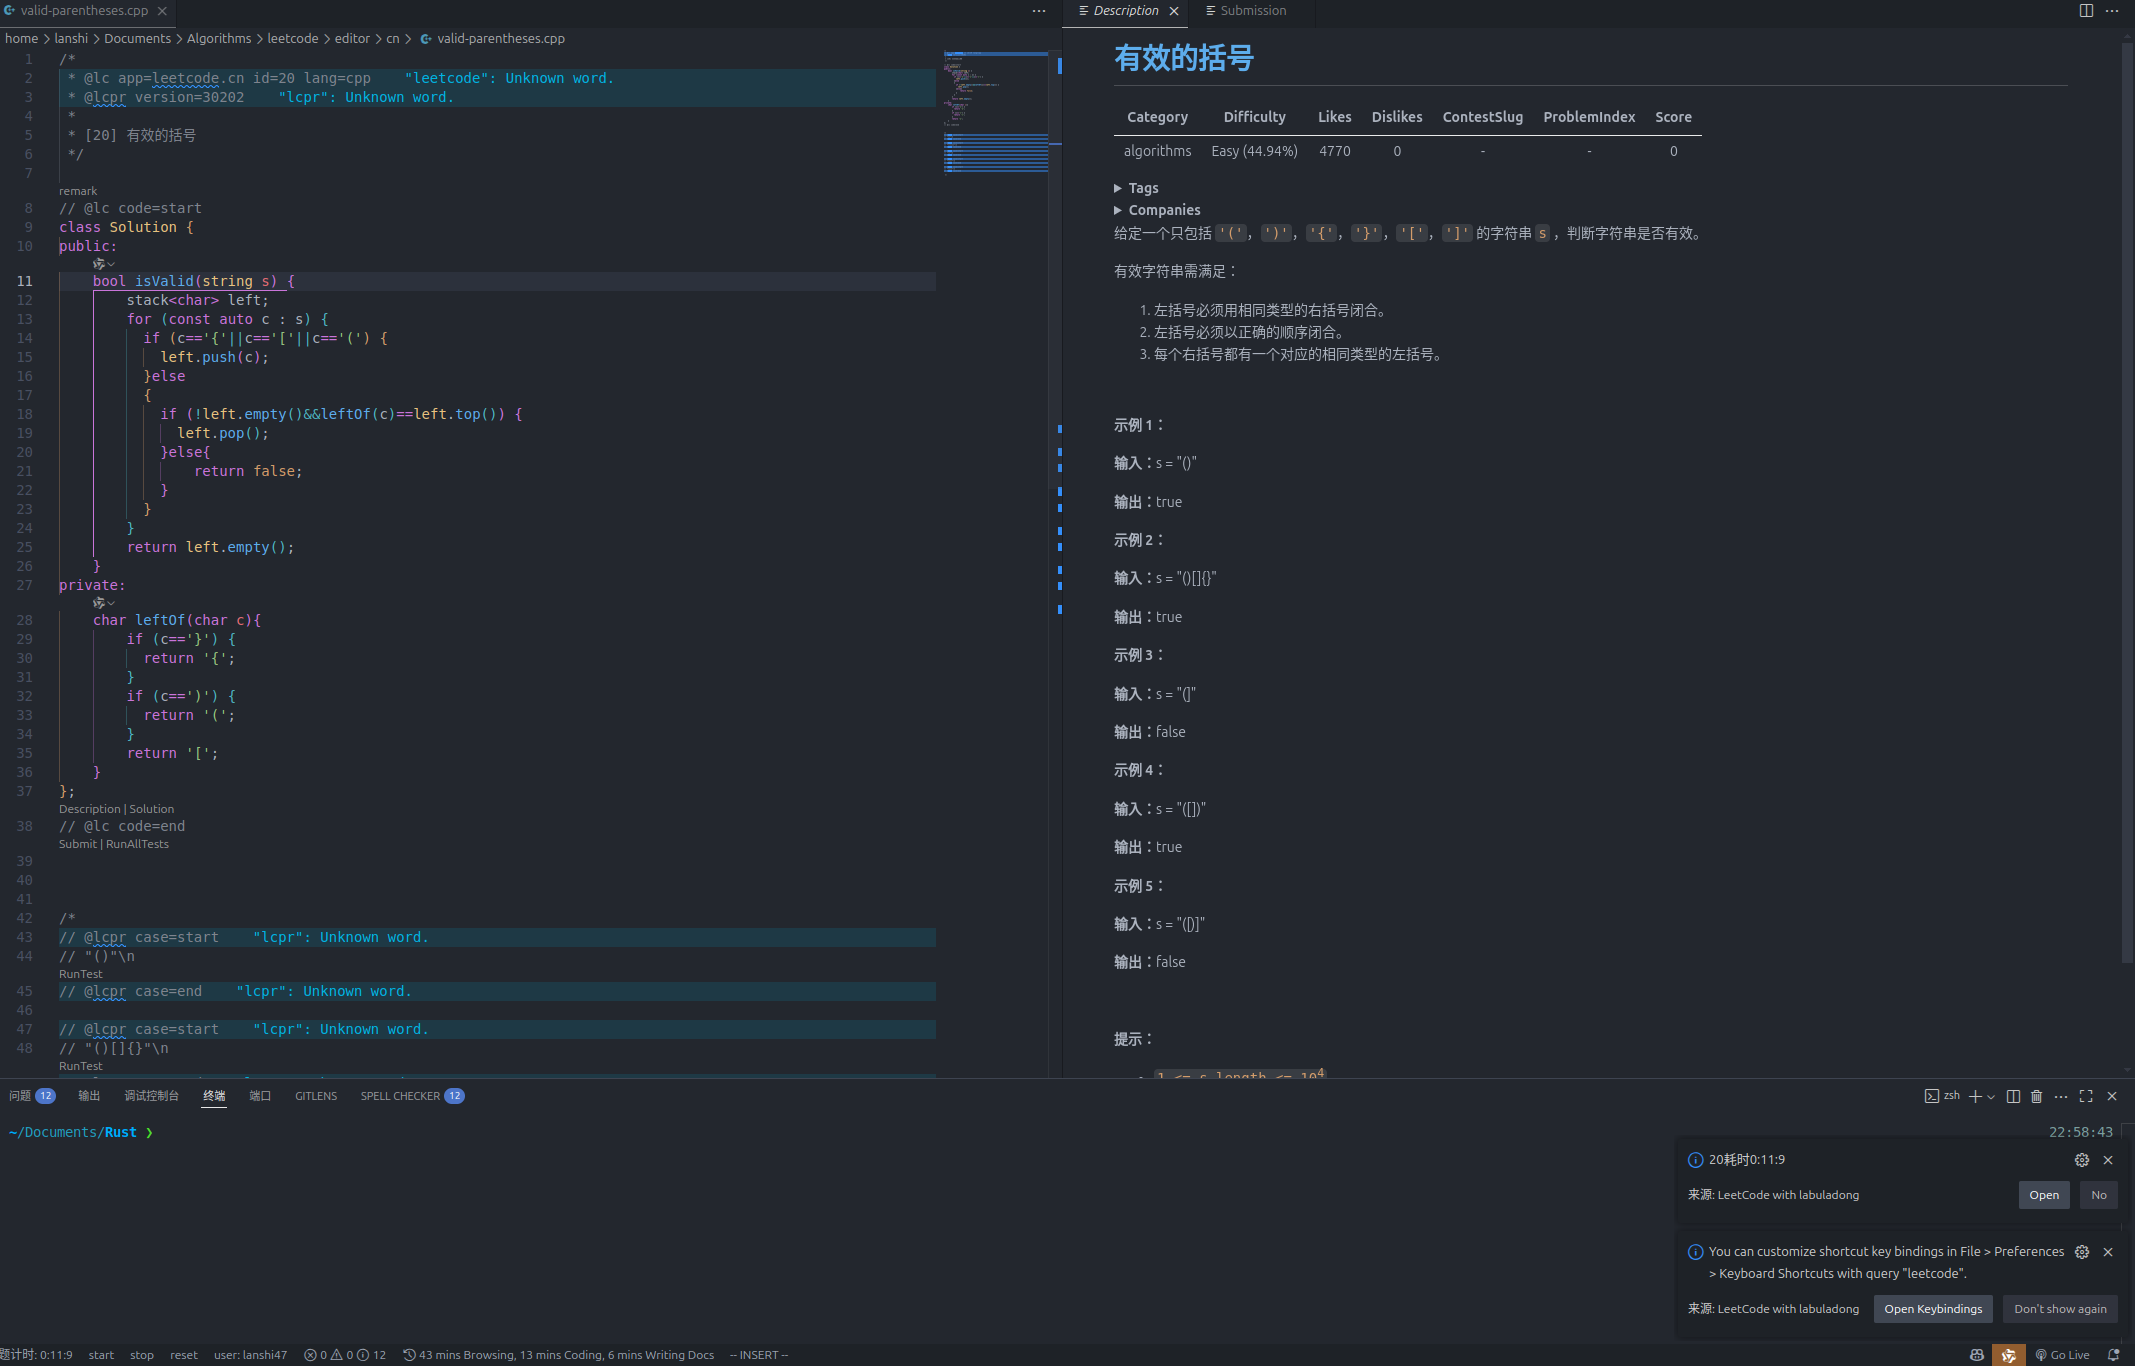 valid-parentheses.cpp
home > lanshi > Documents > Algorithms > leetcode > editor > cn > valid-parentheses.cpp
1 /*
2  * @lc app=leetcode.cn id=20 lang=cpp    "leetcode": Unknown word.
3  * @lcpr version=30202    "lcpr": Unknown word.
4  *
5  * [20] 有效的括号
6  */
7
remark
8 // @lc code=start
9 class Solution {
10 public:
11     bool isValid(string s) {
12         stack<char> left;
13         for (const auto c : s) {
14           if (c=='{'||c=='['||c=='(') {
15             left.push(c);
16           }else
17           {
18             if (!left.empty()&&leftOf(c)==left.top()) {
19               left.pop();
20             }else{
21                 return false;
22             }
23           }
24         }
25         return left.empty();
26     }
27 private:
28     char leftOf(char c){
29         if (c=='}') {
30           return '{';
31         }
32         if (c==')') {
33           return '(';
34         }
35         return '[';
36     }
37 };
Description | Solution
38 // @lc code=end
Submit | RunAllTests
39
40
41
42 /*
43 // @lcpr case=start    "lcpr": Unknown word.
44 // "()"\n
RunTest
45 // @lcpr case=end    "lcpr": Unknown word.
46
47 // @lcpr case=start    "lcpr": Unknown word.
48 // "()[]{}"\n
RunTest
Description
Submission
有效的括号
Category Difficulty Likes Dislikes ContestSlug ProblemIndex Score
algorithms Easy (44.94%) 4770 0 - - 0
Tags
Companies
给定一个只包括 '('，')'，'{'，'}'，'['，']' 的字符串 s ，判断字符串是否有效。
有效字符串需满足：
1. 左括号必须用相同类型的右括号闭合。
2. 左括号必须以正确的顺序闭合。
3. 每个右括号都有一个对应的相同类型的左括号。
示例 1：
输入：s = "()"
输出：true
示例 2：
输入：s = "()[]{}"
输出：true
示例 3：
输入：s = "(]"
输出：false
示例 4：
输入：s = "([])"
输出：true
示例 5：
输入：s = "([)]"
输出：false
提示：
1 <= s.length <= 10⁴
问题 12 输出 调试控制台 终端 端口 GITLENS SPELL CHECKER 12
zsh
~/Documents/Rust ❯
22:58:43
20耗时0:11:9
来源: LeetCode with labuladong
Open No
You can customize shortcut key bindings in File > Preferences
> Keyboard Shortcuts with query "leetcode".
来源: LeetCode with labuladong
Open Keybindings Don't show again
题计时: 0:11:9 start stop reset user: lanshi47 0 0 12 43 mins Browsing, 13 mins Coding, 6 mins Writing Docs -- INSERT --
Go Live